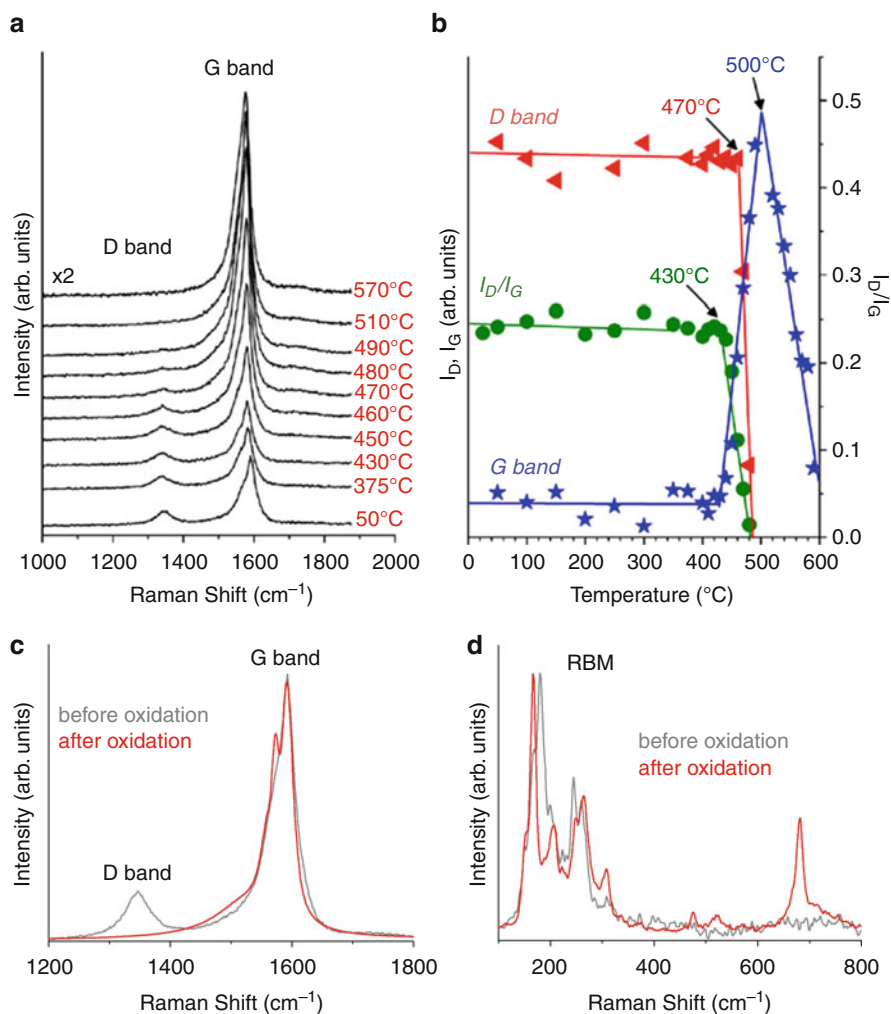 a
G band
D band
x2
570°C
510°C
490°C
480°C
470°C
460°C
450°C
430°C
375°C
50°C
Intensity (arb. units)
1000 1200 1400 1600 1800 2000
Raman Shift (cm⁻¹)
b
500°C
470°C
D band
430°C
I_D/I_G
G band
I_D, I_G (arb. units)
0.5
0.4
0.3
0.2
0.1
0.0
I_D/I_G
0 100 200 300 400 500 600
Temperature (°C)
c
G band
before oxidation
after oxidation
D band
Intensity (arb. units)
1200 1400 1600 1800
Raman Shift (cm⁻¹)
d
RBM
before oxidation
after oxidation
Intensity (arb. units)
200 400 600 800
Raman Shift (cm⁻¹)